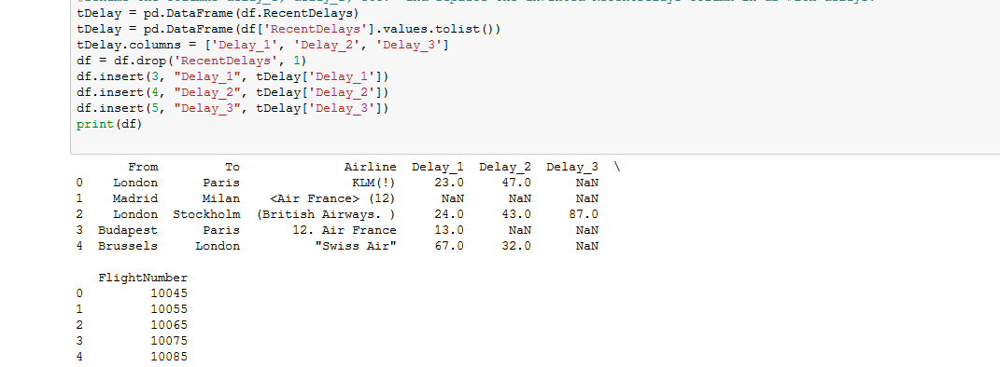 tDelay = pd.DataFrame(df.RecentDelays)
tDelay = pd.DataFrame(df['RecentDelays'].values.tolist())
tDelay.columns = ['Delay_1', 'Delay_2', 'Delay_3']
df = df.drop('RecentDelays', 1)
df.insert(3, "Delay_1", tDelay['Delay_1'])
df.insert(4, "Delay_2", tDelay['Delay_2'])
df.insert(5, "Delay_3", tDelay['Delay_3'])
print(df)
From To Airline Delay_1 Delay_2 Delay_3 \
0 London Paris KLM(!) 23.0 47.0 NaN
1 Madrid Milan <Air France> (12) NaN NaN NaN
2 London Stockholm (British Airways. ) 24.0 43.0 87.0
3 Budapest Paris 12. Air France 13.0 NaN NaN
4 Brussels London "Swiss Air" 67.0 32.0 NaN
FlightNumber
0 10045
1 10055
2 10065
3 10075
4 10085